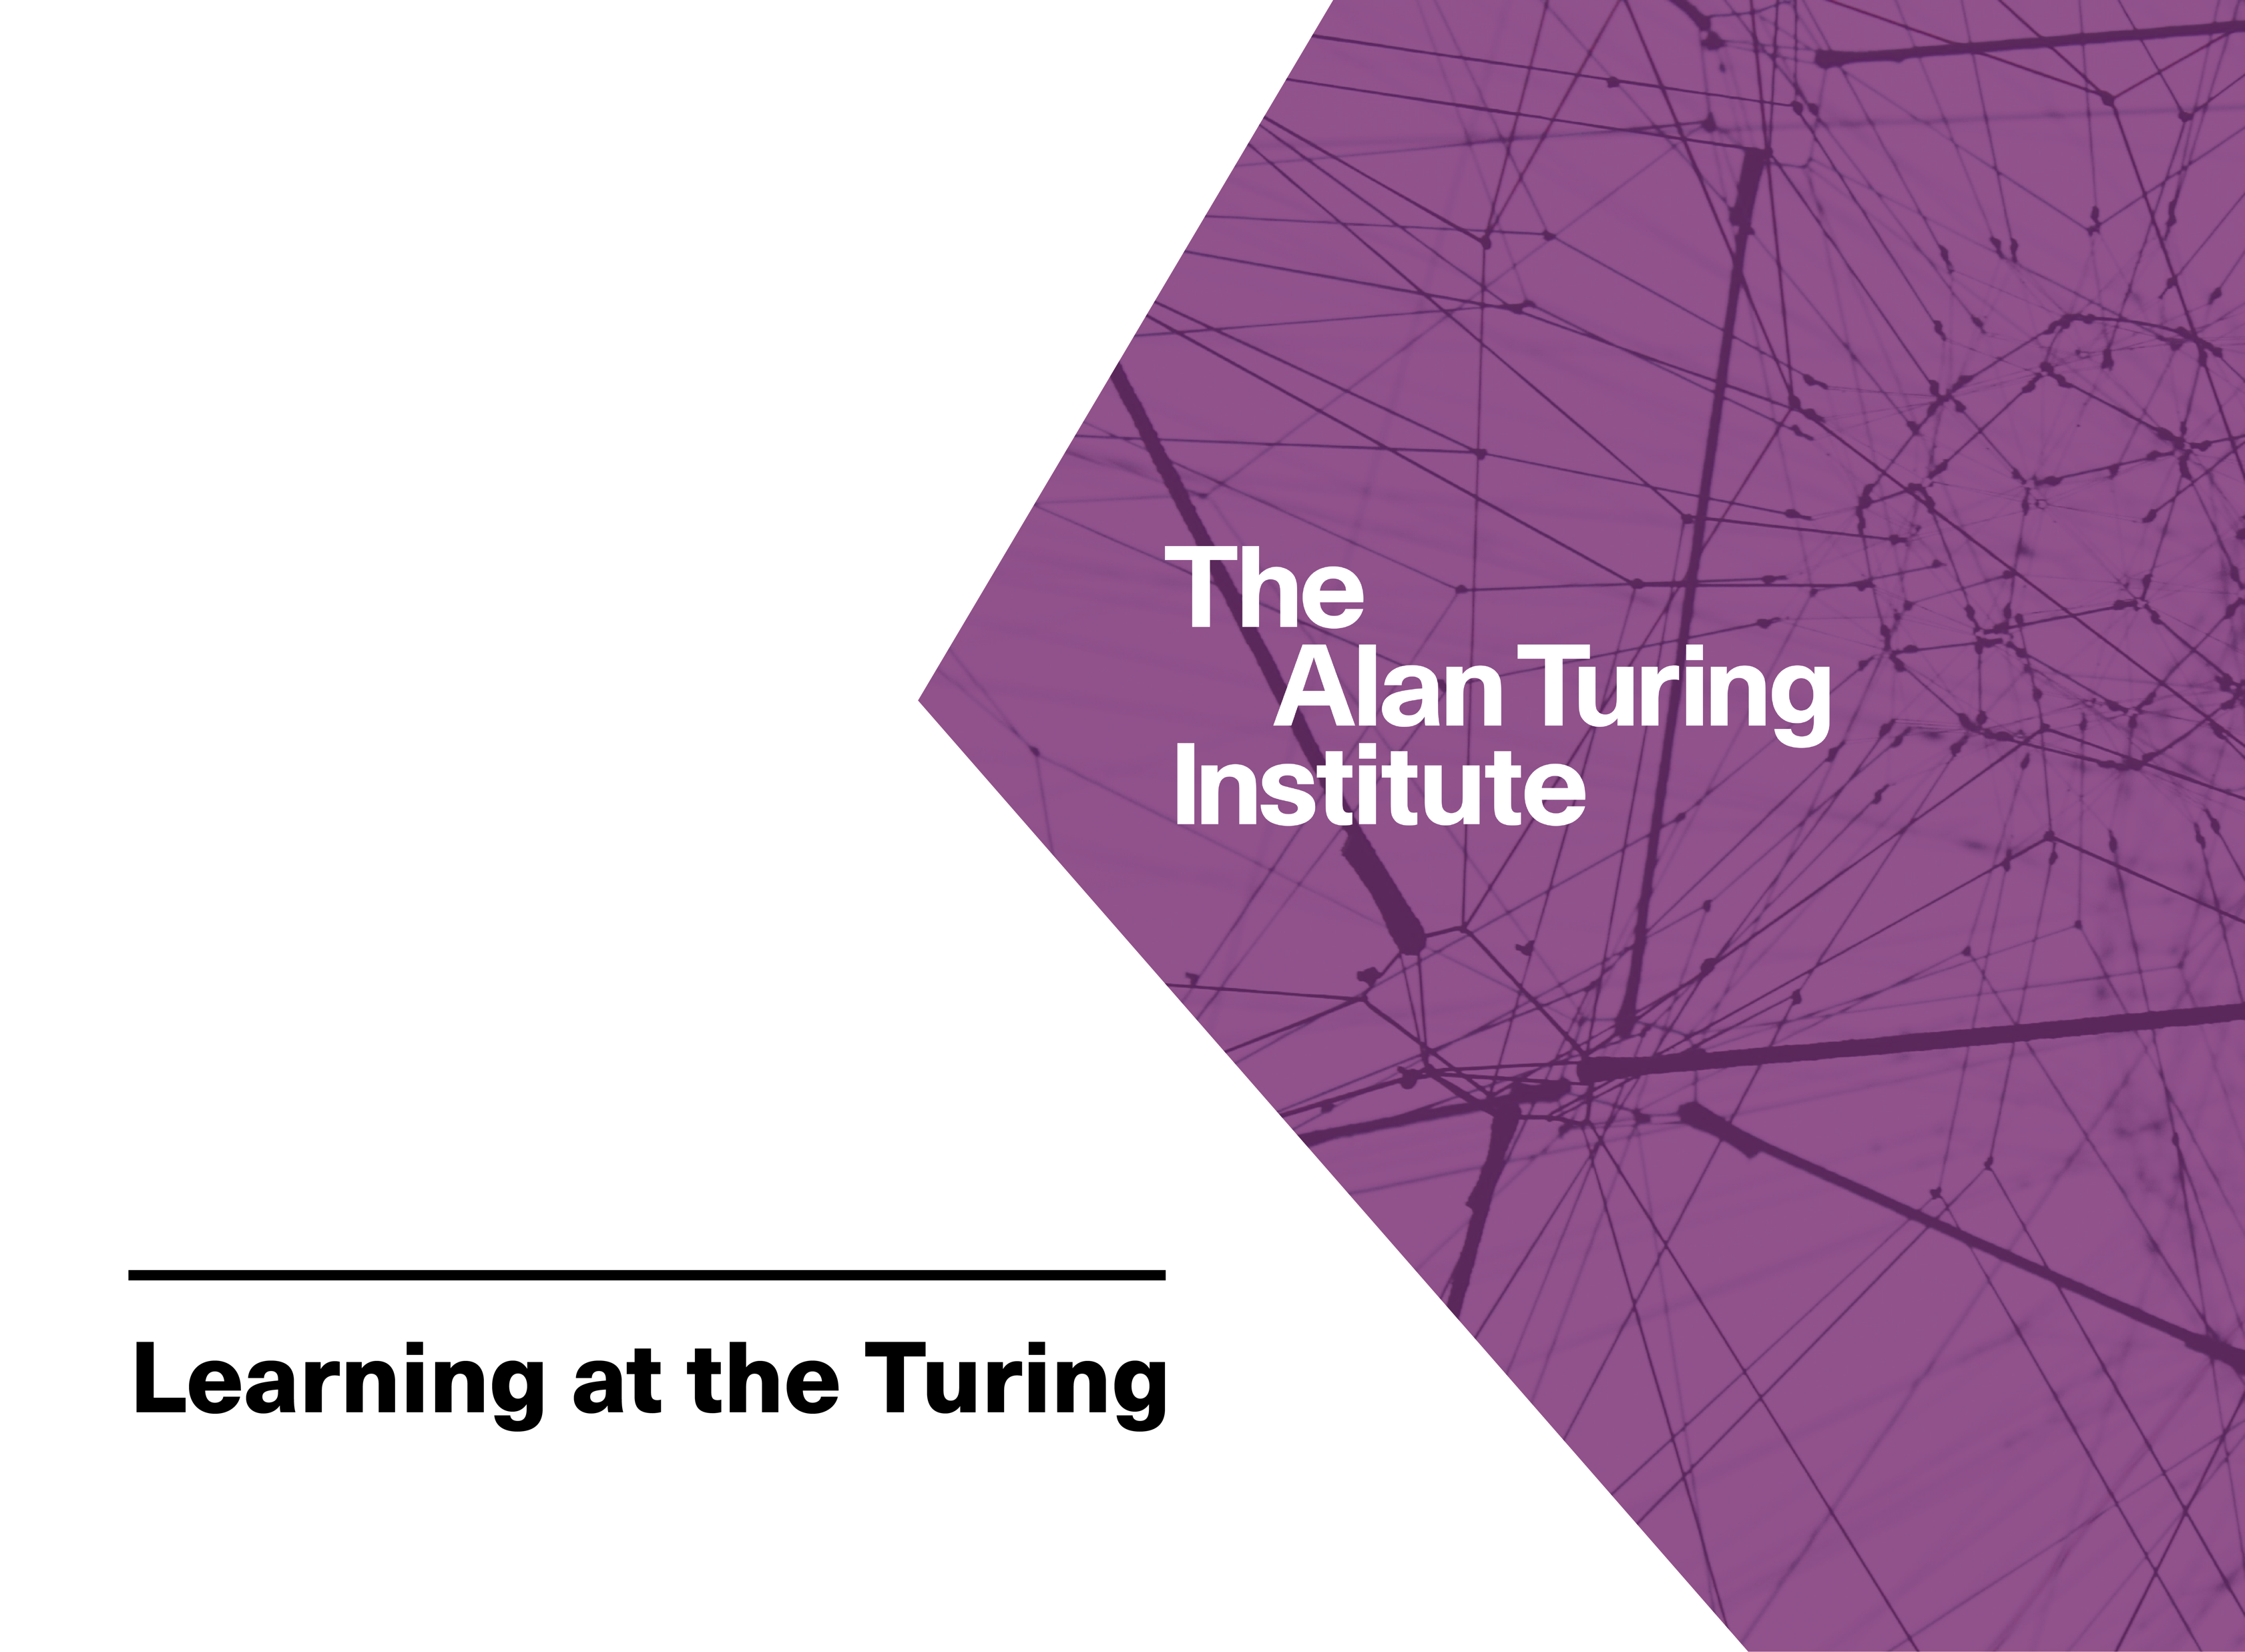 The
Alan Turing
Institute
Learning at the Turing